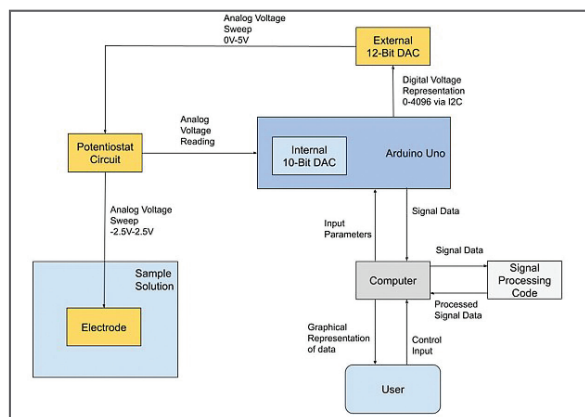 Analog Voltage
Sweep
0V-5V
External
12-Bit DAC
Digital Voltage
Representation
0-4096 via I2C
Potentiostat
Circuit
Analog
Voltage
Reading
Internal
10-Bit DAC
Arduino Uno
Analog Voltage
Sweep
-2.5V-2.5V
Input
Parameters
Signal Data
Sample
Solution
Electrode
Computer
Signal Data
Signal
Processing
Code
Processed
Signal Data
Graphical
Representation
of data
Control
Input
User